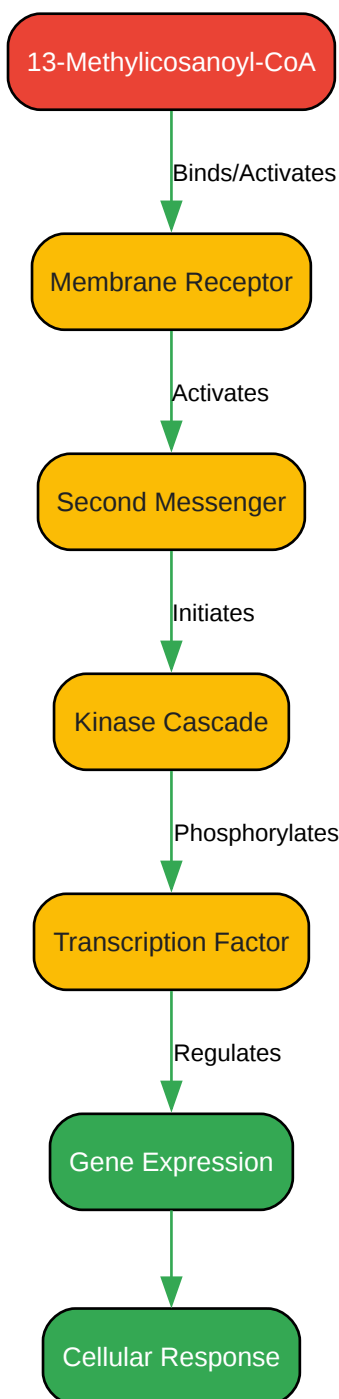 13-Methylicosanoyl-CoA
Binds/Activates
Membrane Receptor
Activates
Second Messenger
Initiates
Kinase Cascade
Phosphorylates
Transcription Factor
Regulates
Gene Expression
Cellular Response